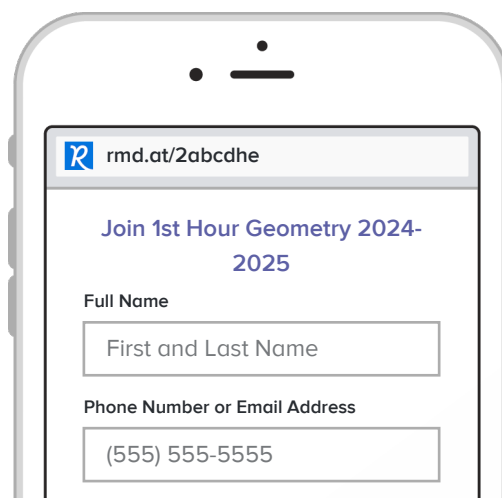 rmd.at/2abcdhe
Join 1st Hour Geometry 2024-
2025
Full Name
First and Last Name
Phone Number or Email Address
(555) 555-5555